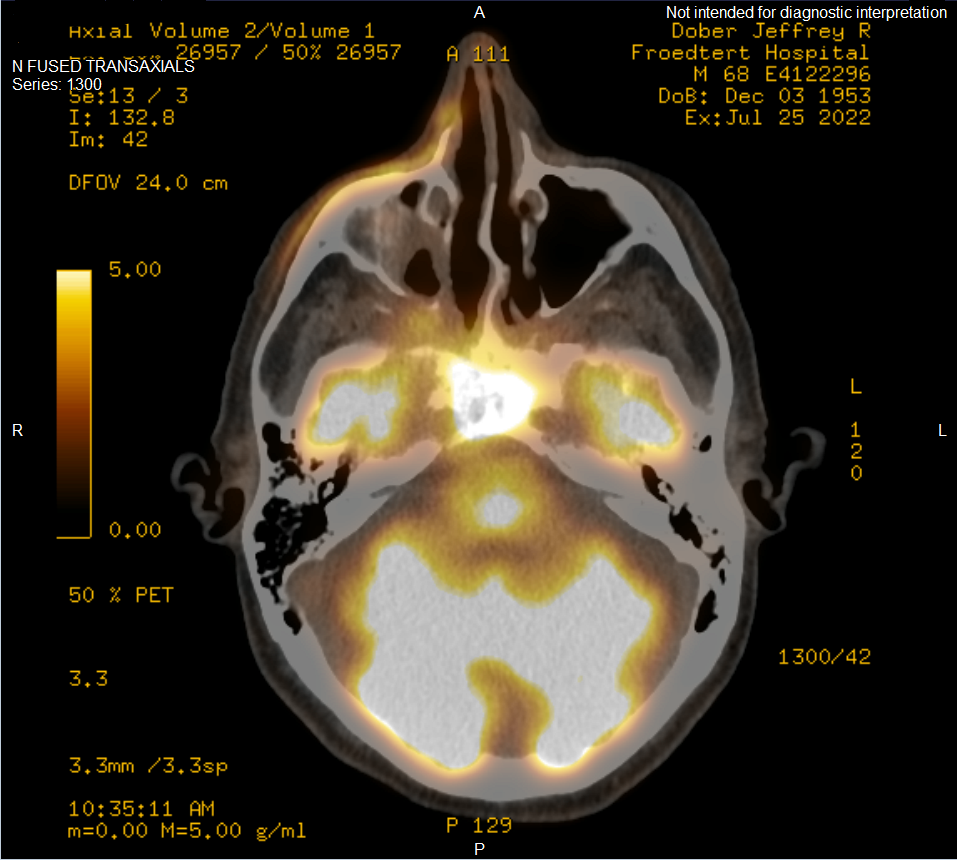 A
Not intended for diagnostic interpretation
Axial Volume 2/Volume 1
26957 / 50% 26957
N FUSED TRANSAXIALS
Series: 1300
Se:13 / 3
I: 132.8
Im: 42
DFOV 24.0 cm
A 111
Dober Jeffrey R
Froedtert Hospital
M 68 E4122296
DoB: Dec 03 1953
Ex:Jul 25 2022
5.00
0.00
R
L
1
2
0
L
50 % PET
3.3
1300/42
3.3mm /3.3sp
10:35:11 AM
m=0.00 M=5.00 g/ml
P 129
P